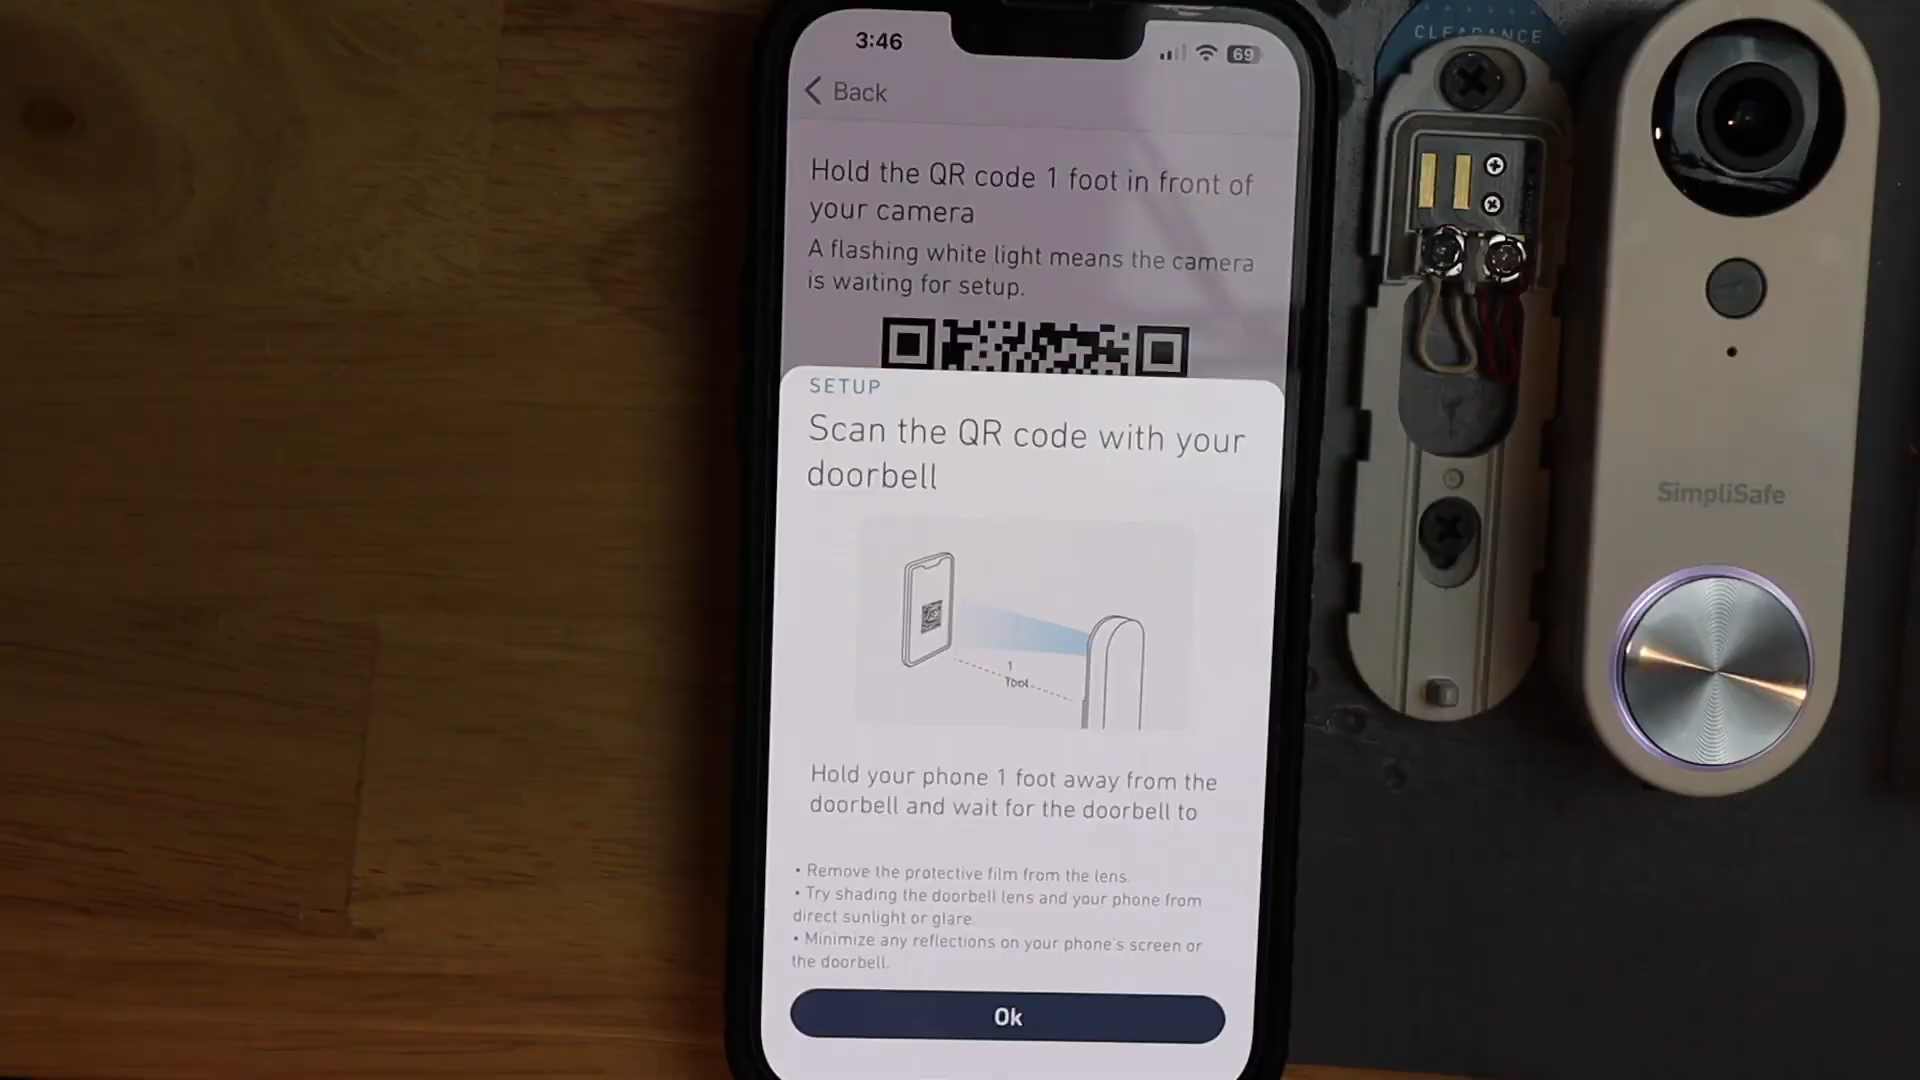 3:46
69
Back
Hold the QR code 1 foot in front of
your camera
A flashing white light means the camera
is waiting for setup.
SETUP
Scan the QR code with your
doorbell
1
foot
Hold your phone 1 foot away from the
doorbell and wait for the doorbell to
• Remove the protective film from the lens.
• Try shading the doorbell lens and your phone from
direct sunlight or glare.
• Minimize any reflections on your phone's screen or
the doorbell.
Ok
CLEARANCE
SimpliSafe